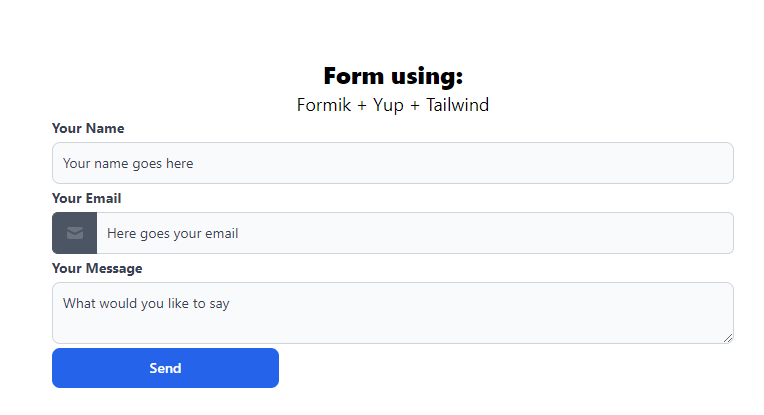 Form using:
Formik + Yup + Tailwind
Your Name
Your name goes here
Your Email
Here goes your email
Your Message
What would you like to say
Send